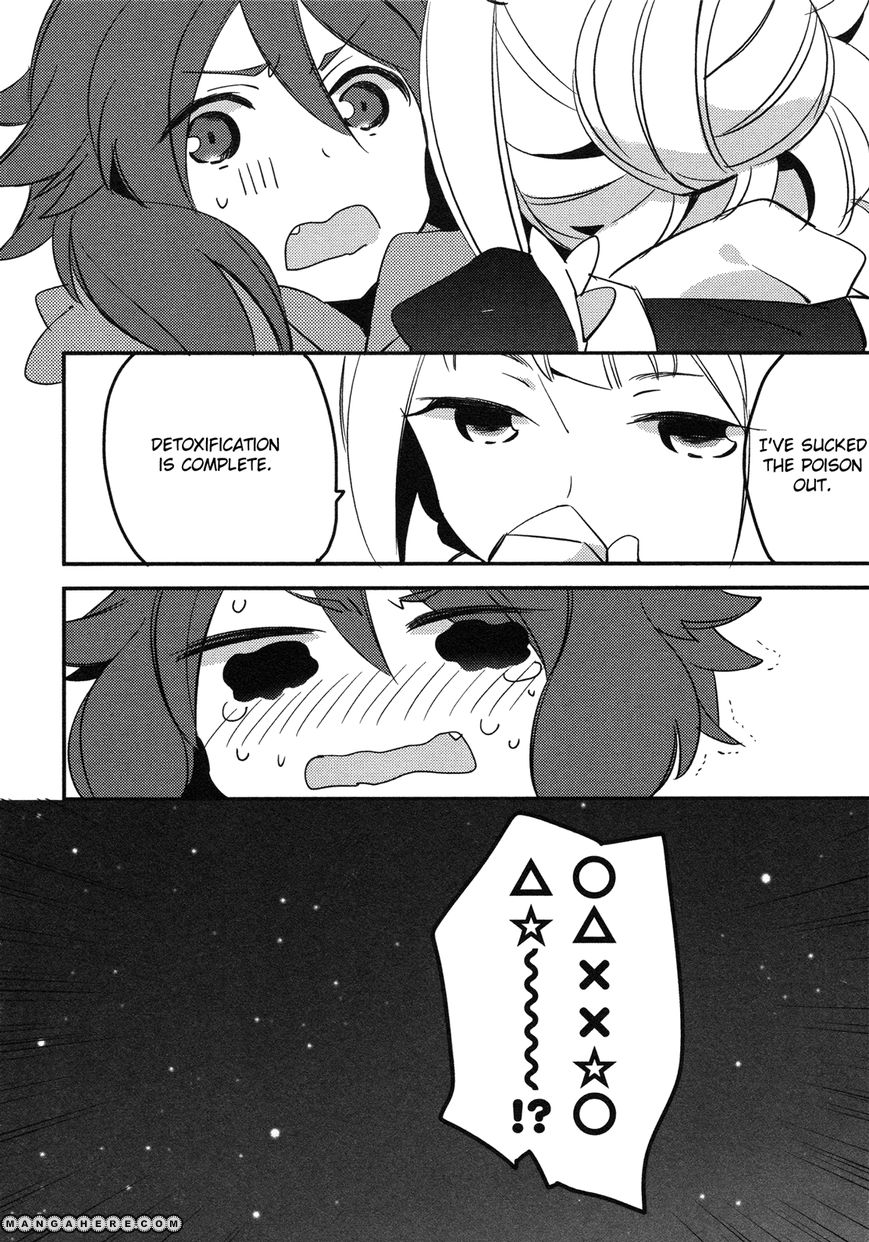 I'VE SUCKED
THE POISON
OUT.
DETOXIFICATION
IS COMPLETE.
○△××☆○
△☆〜〜〜!?
MANGAHERE.COM